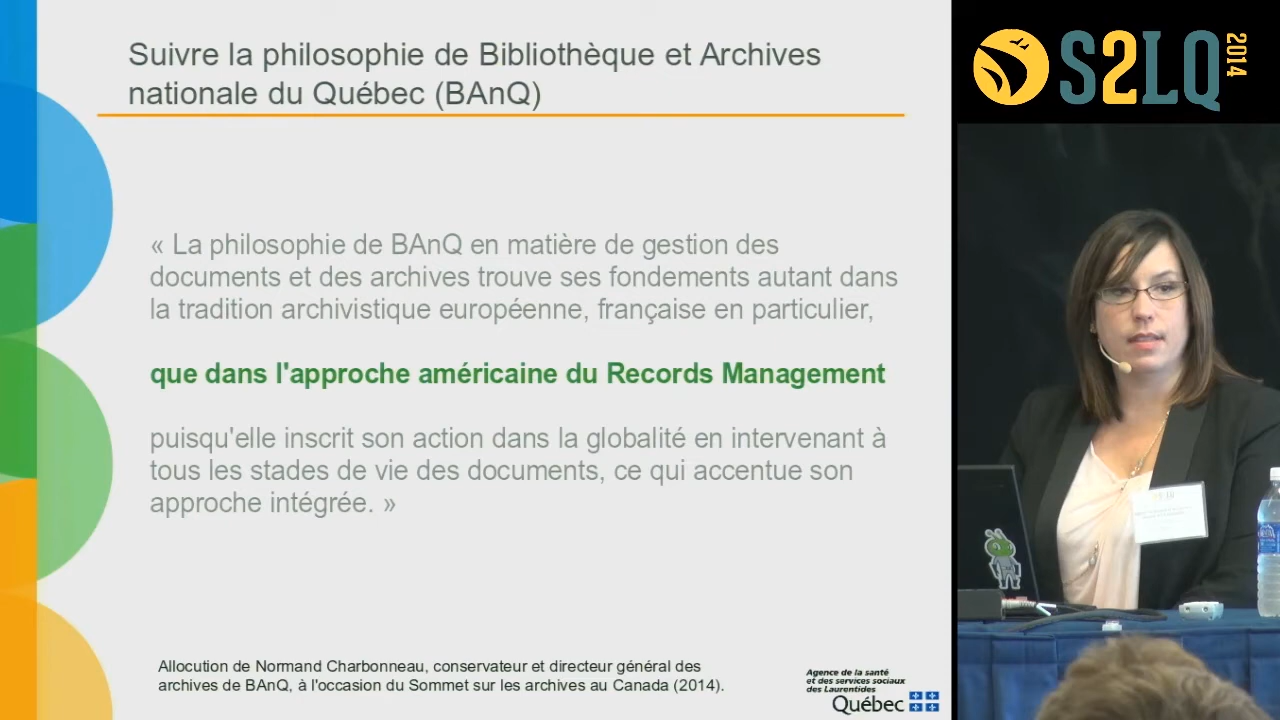 Suivre la philosophie de Bibliothèque et Archives
nationale du Québec (BAnQ)
« La philosophie de BAnQ en matière de gestion des
documents et des archives trouve ses fondements autant dans
la tradition archivistique européenne, française en particulier,
que dans l'approche américaine du Records Management
puisqu'elle inscrit son action dans la globalité en intervenant à
tous les stades de vie des documents, ce qui accentue son
approche intégrée. »
Allocution de Normand Charbonneau, conservateur et directeur général des
archives de BAnQ, à l'occasion du Sommet sur les archives au Canada (2014).
Agence de la santé
et des services sociaux
des Laurentides
Québec
S2LQ
2014